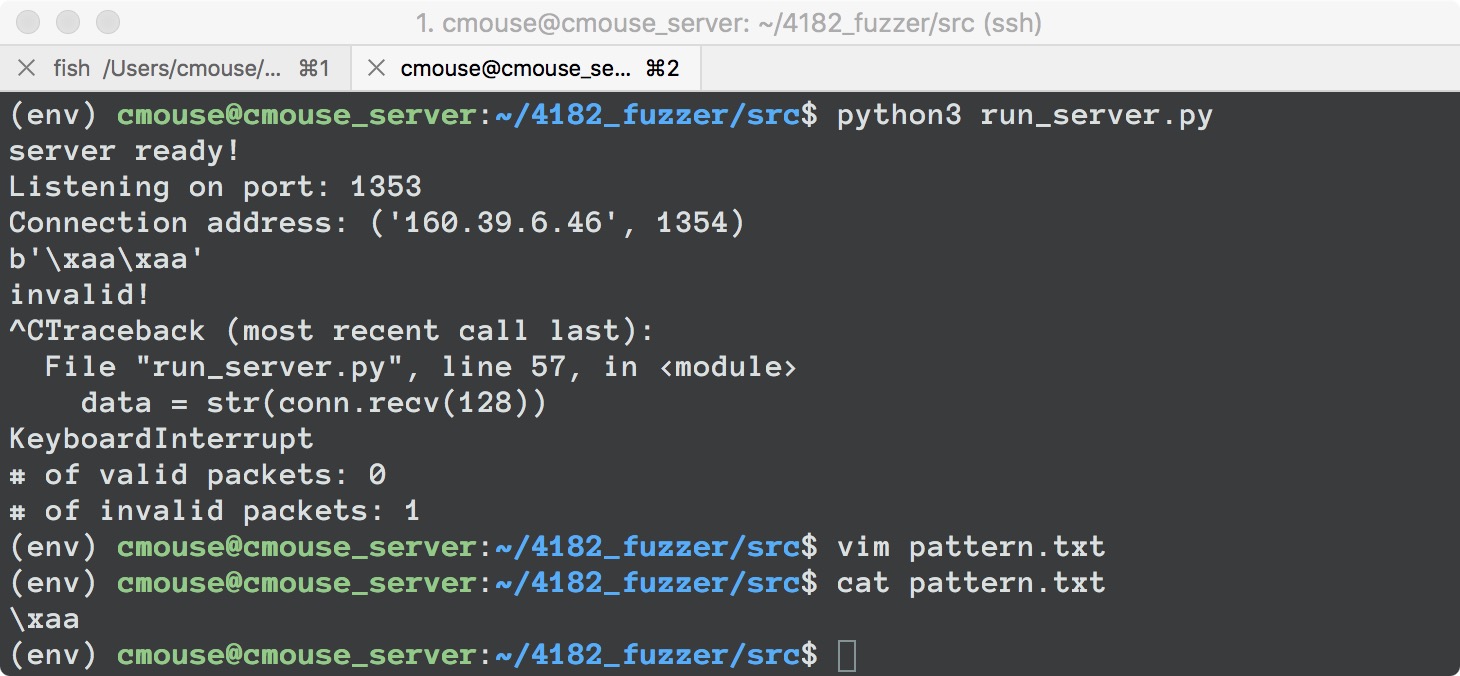 1. cmouse@cmouse_server: ~/4182_fuzzer/src (ssh)
fish /Users/cmouse/... ⌘1 cmouse@cmouse_se... ⌘2
(env) cmouse@cmouse_server:~/4182_fuzzer/src$ python3 run_server.py
server ready!
Listening on port: 1353
Connection address: ('160.39.6.46', 1354)
b'\xaa\xaa'
invalid!
^CTraceback (most recent call last):
  File "run_server.py", line 57, in <module>
    data = str(conn.recv(128))
KeyboardInterrupt
# of valid packets: 0
# of invalid packets: 1
(env) cmouse@cmouse_server:~/4182_fuzzer/src$ vim pattern.txt
(env) cmouse@cmouse_server:~/4182_fuzzer/src$ cat pattern.txt
\xaa
(env) cmouse@cmouse_server:~/4182_fuzzer/src$